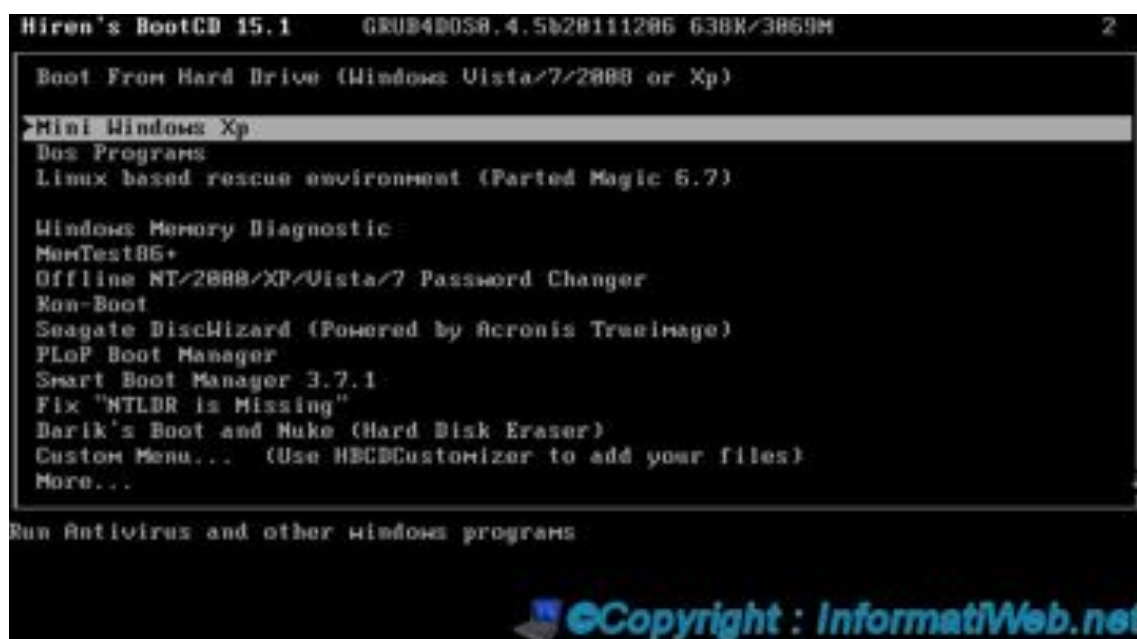 Hiren's BootCD 15.1 GRUB4DOS0.4.5b20111206 638K/3069M 2
Boot From Hard Drive (Windows Vista/7/2008 or Xp)
Mini Windows Xp
Dos Programs
Linux based rescue environment (Parted Magic 6.7)
Windows Memory Diagnostic
MemTest86+
Offline NT/2000/XP/Vista/7 Password Changer
Kon-Boot
Seagate DiscWizard (Powered by Acronis TrueImage)
PLoP Boot Manager
Smart Boot Manager 3.7.1
Fix "NTLDR is Missing"
Darik's Boot and Nuke (Hard Disk Eraser)
Custom Menu... (Use HBCDCustomizer to add your files)
More...
Run Antivirus and other windows programs
©Copyright : InformatiWeb.net